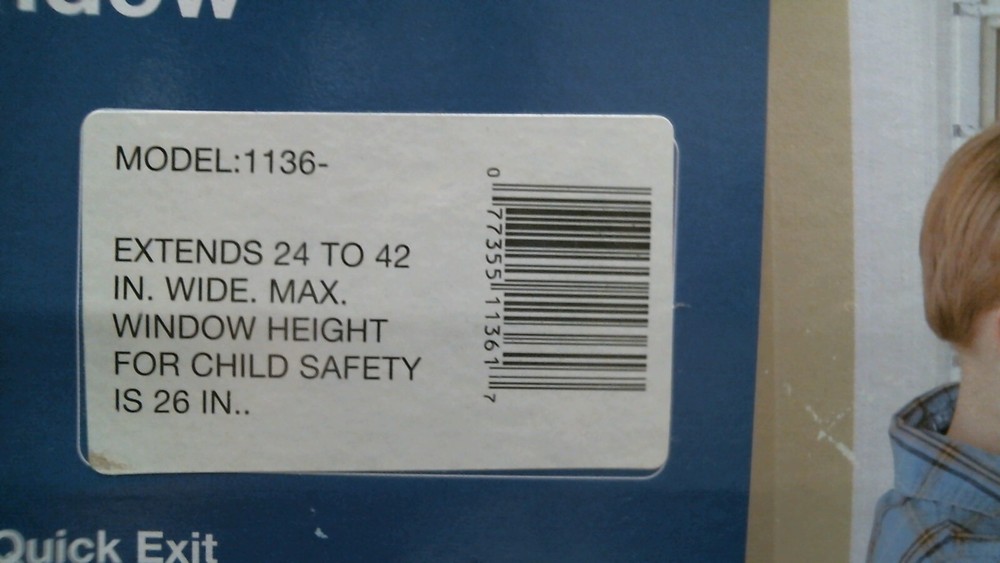 MODEL:1136-
EXTENDS 24 TO 42
IN. WIDE. MAX.
WINDOW HEIGHT
FOR CHILD SAFETY
IS 26 IN..
0 77355 11361 7
Quick Exit